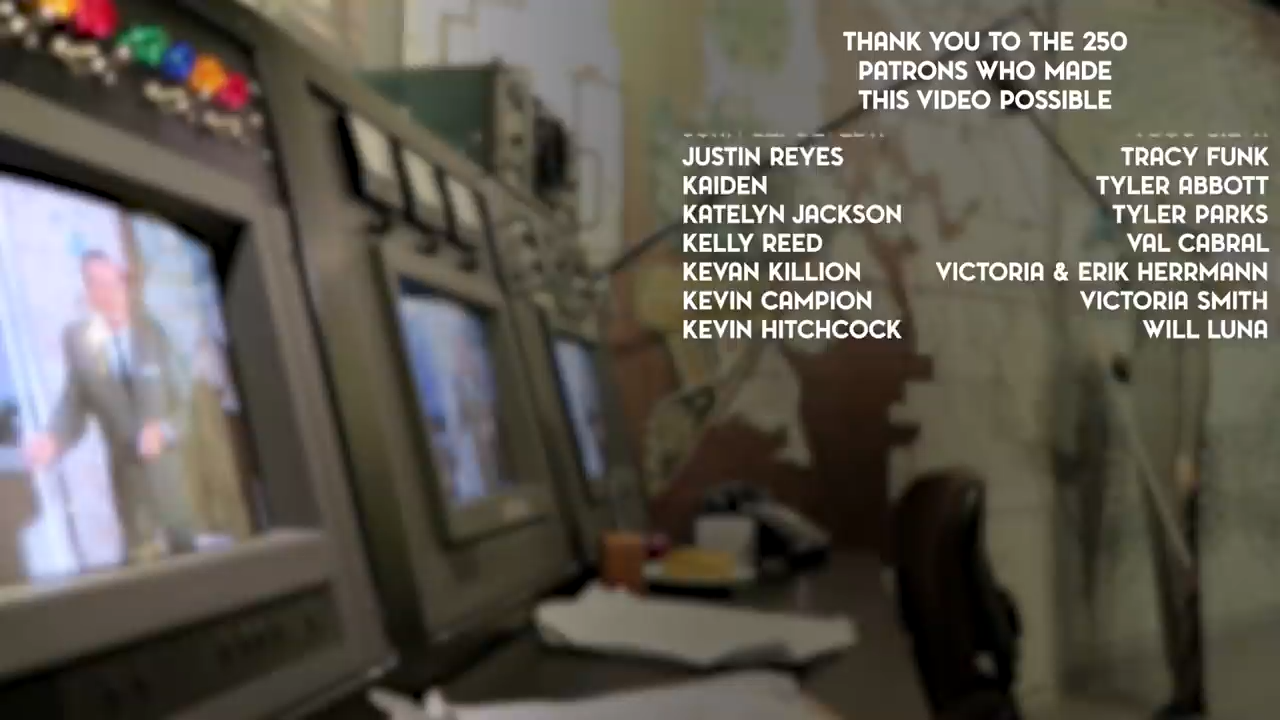 THANK YOU TO THE 250
PATRONS WHO MADE
THIS VIDEO POSSIBLE
JUSTIN REYES
KAIDEN
KATELYN JACKSON
KELLY REED
KEVAN KILLION
KEVIN CAMPION
KEVIN HITCHCOCK
TRACY FUNK
TYLER ABBOTT
TYLER PARKS
VAL CABRAL
VICTORIA & ERIK HERRMANN
VICTORIA SMITH
WILL LUNA